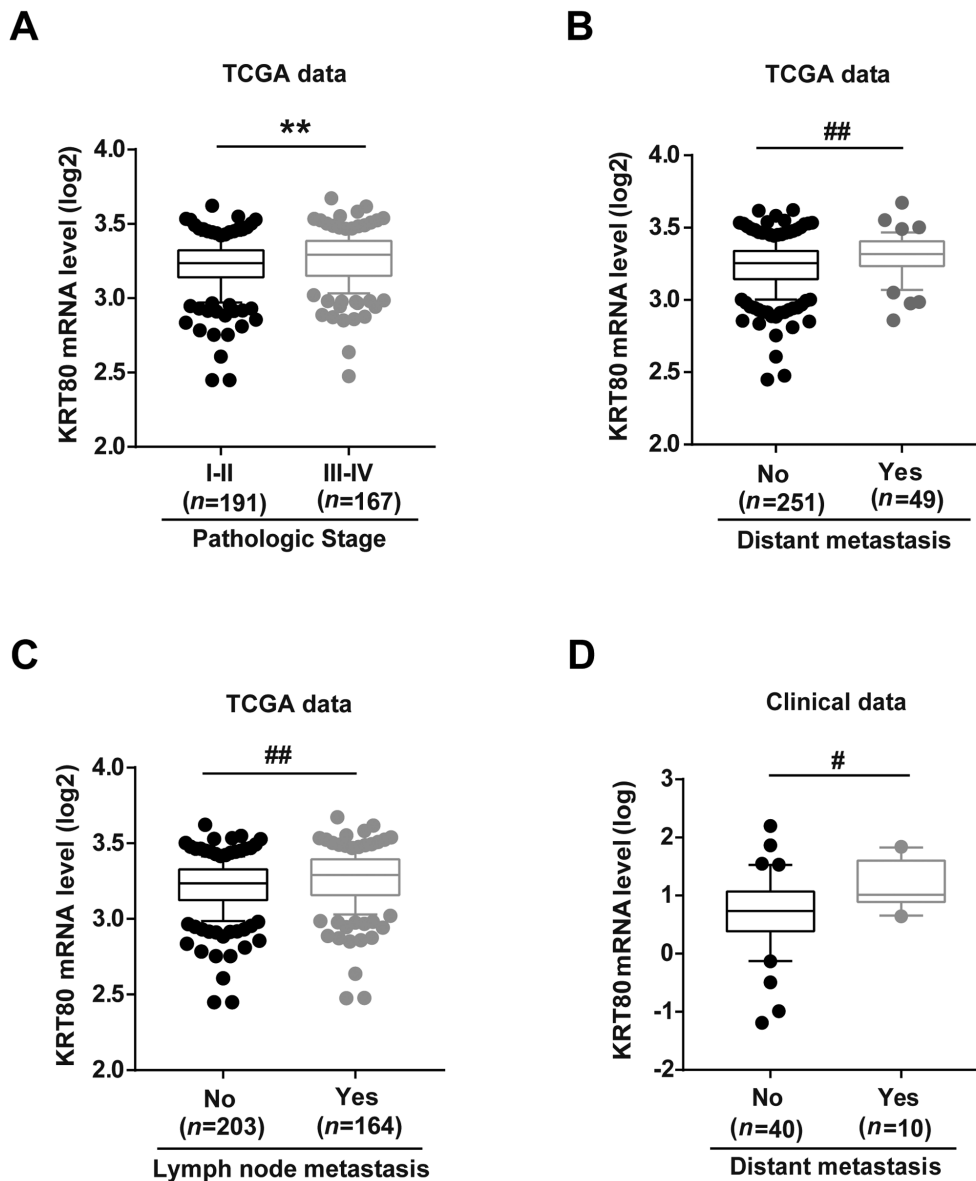 A
TCGA data
**
KRT80 mRNA level (log2)
4.0
3.5
3.0
2.5
2.0
I-II
III-IV
(n=191)
(n=167)
Pathologic Stage
B
TCGA data
##
KRT80 mRNA level (log2)
4.0
3.5
3.0
2.5
2.0
No
Yes
(n=251)
(n=49)
Distant metastasis
C
TCGA data
##
KRT80 mRNA level (log2)
4.0
3.5
3.0
2.5
2.0
No
Yes
(n=203)
(n=164)
Lymph node metastasis
D
Clinical data
#
KRT80 mRNA level (log)
3
2
1
0
-1
-2
No
Yes
(n=40)
(n=10)
Distant metastasis